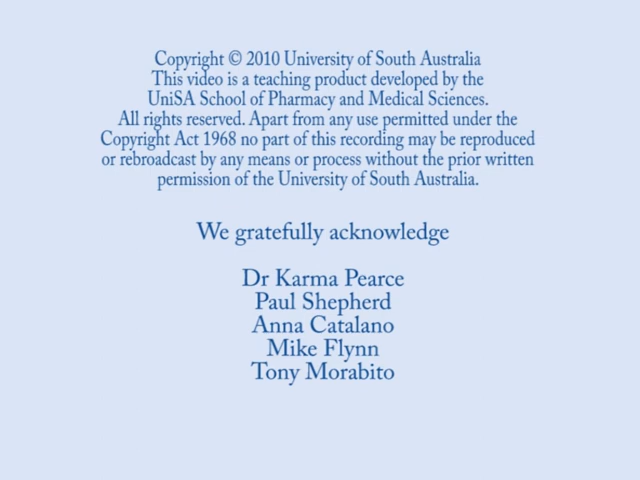 Copyright © 2010 University of South Australia
This video is a teaching product developed by the
UniSA School of Pharmacy and Medical Sciences.
All rights reserved. Apart from any use permitted under the
Copyright Act 1968 no part of this recording may be reproduced
or rebroadcast by any means or process without the prior written
permission of the University of South Australia.
We gratefully acknowledge
Dr Karma Pearce
Paul Shepherd
Anna Catalano
Mike Flynn
Tony Morabito